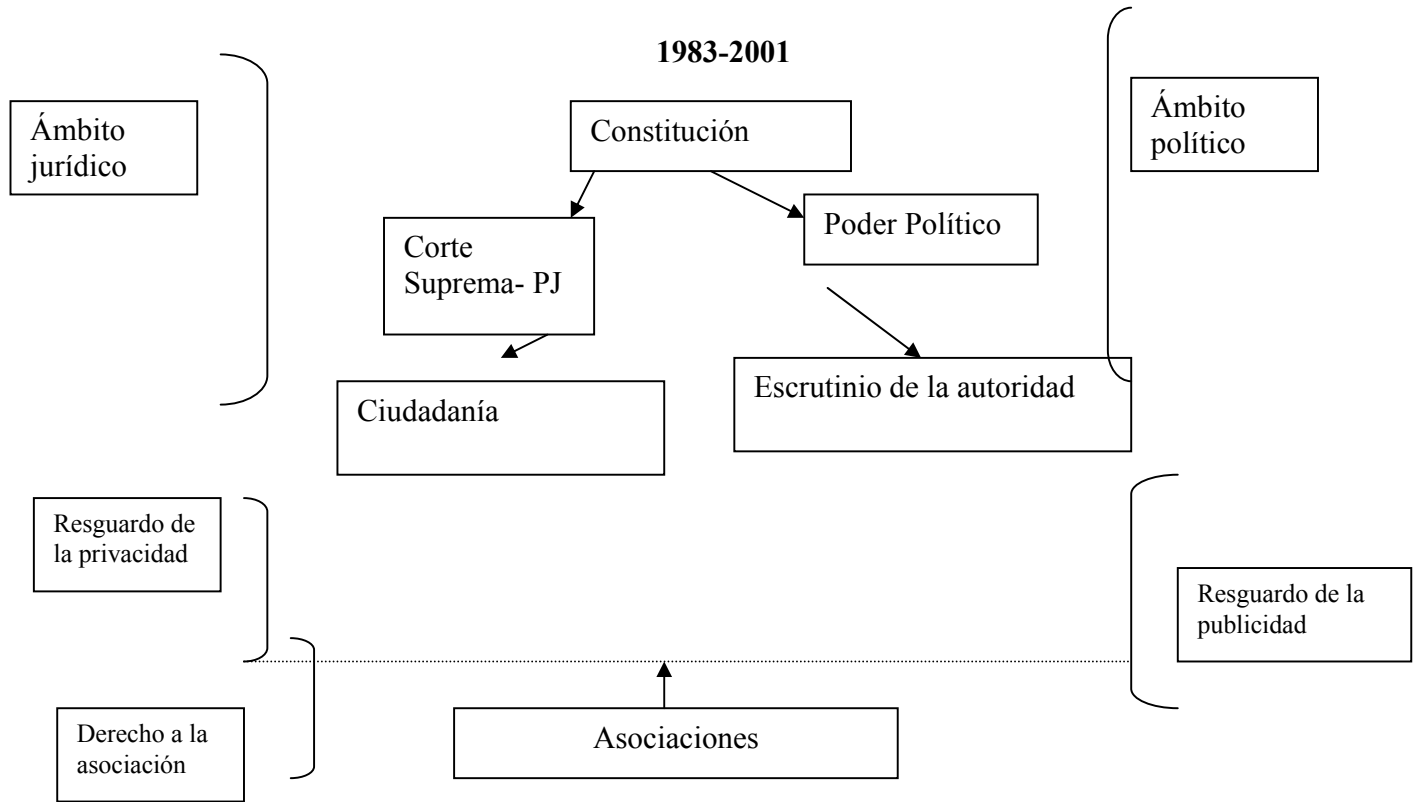 1983-2001
Ámbito
jurídico
Constitución
Ámbito
político
Corte
Suprema- PJ
Poder Político
Ciudadanía
Escrutinio de la autoridad
Resguardo de
la privacidad
Resguardo de la
publicidad
Derecho a la
asociación
Asociaciones